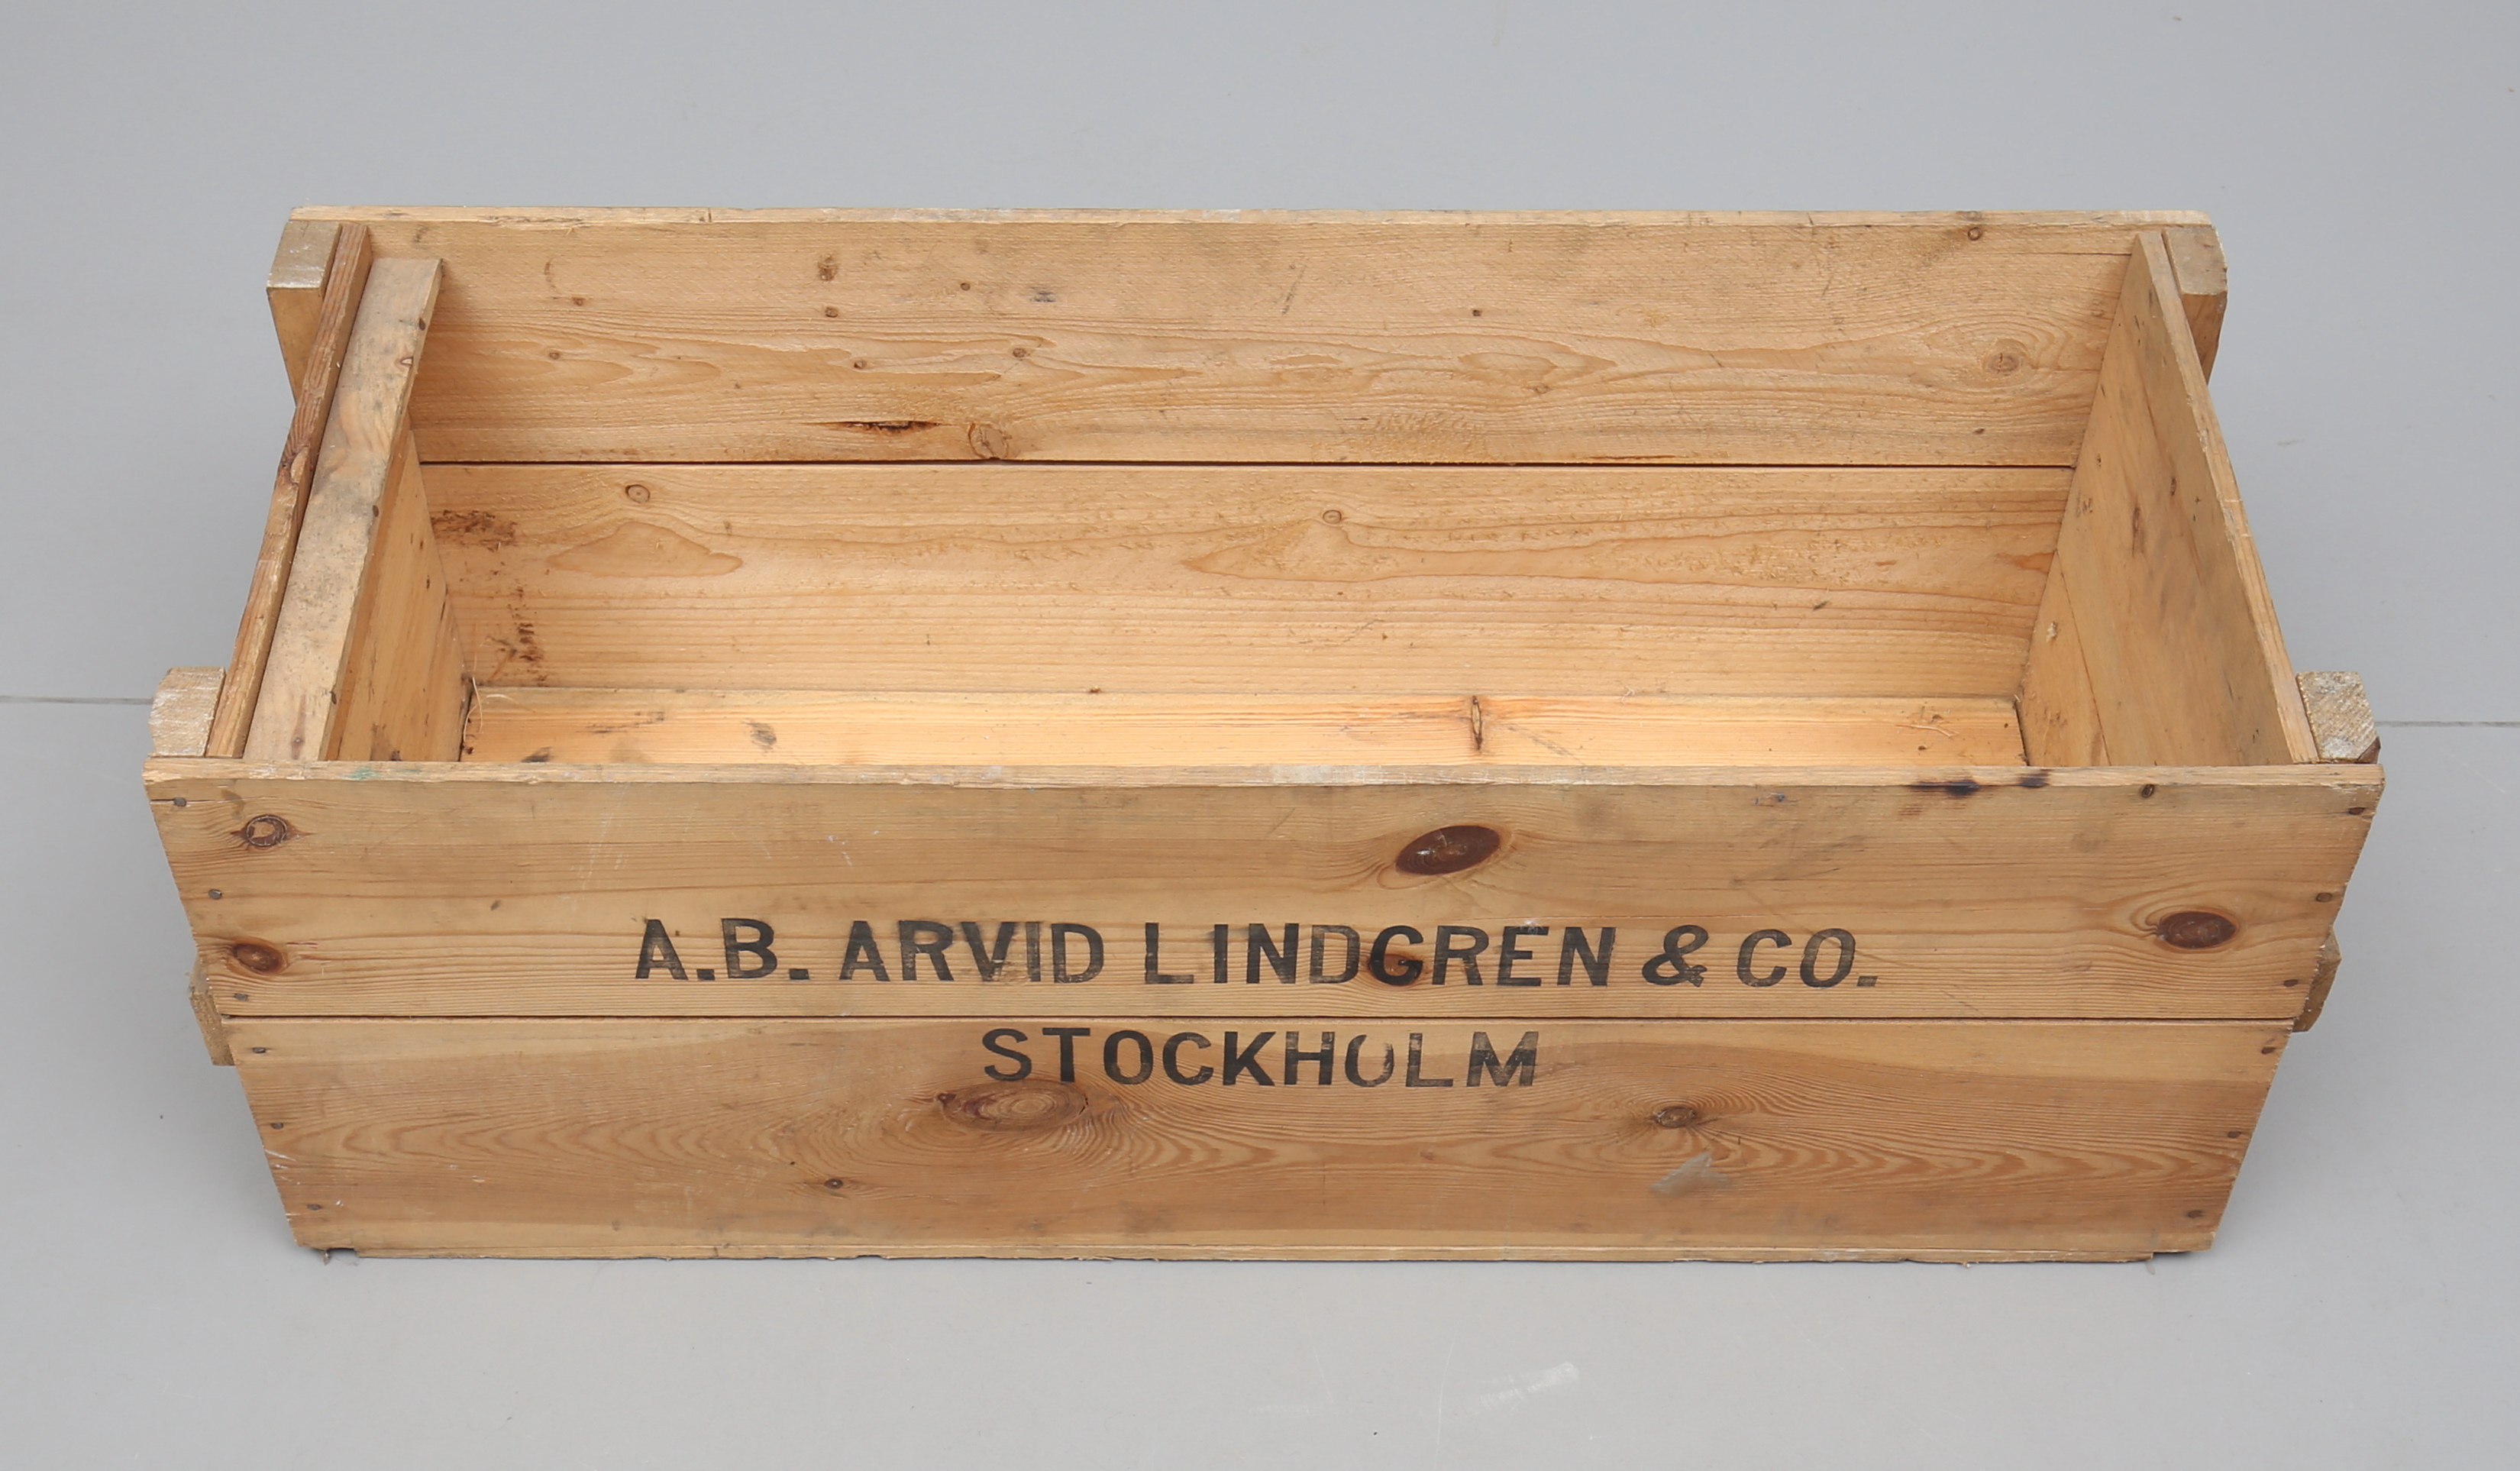 A.B. ARVID LINDGREN & CO.
STOCKHOLM